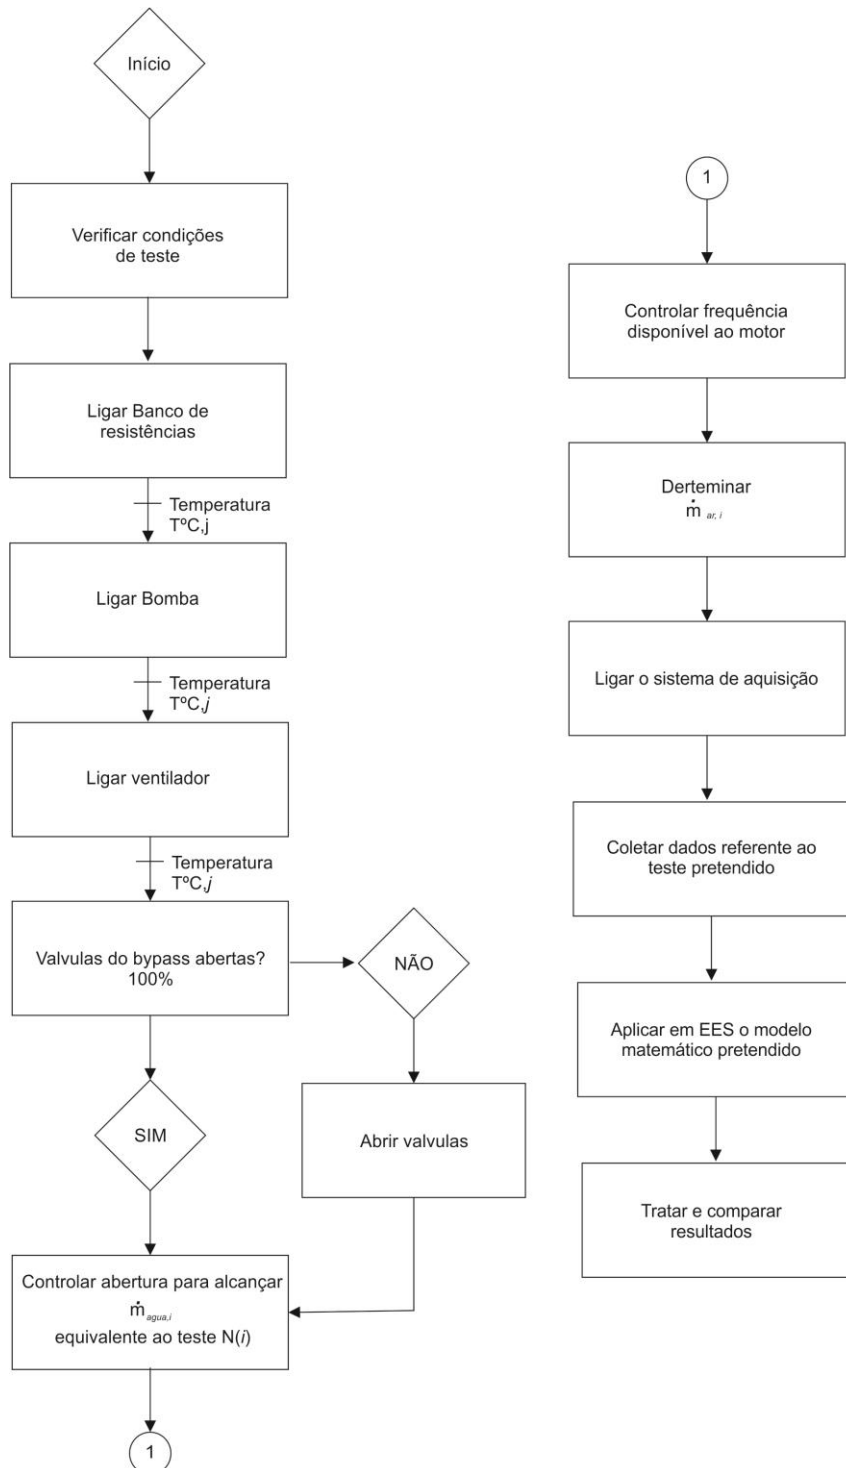 Início
Verificar condições
de teste
Ligar Banco de
resistências
Temperatura
TºC,j
Ligar Bomba
Temperatura
TºC,j
Ligar ventilador
Temperatura
TºC,j
Valvulas do bypass abertas?
100%
NÃO
SIM
Abrir valvulas
Controlar abertura para alcançar
ṁ agua,i
equivalente ao teste N(i)
1
1
Controlar frequência
disponível ao motor
Derteminar
ṁ ar, i
Ligar o sistema de aquisição
Coletar dados referente ao
teste pretendido
Aplicar em EES o modelo
matemático pretendido
Tratar e comparar
resultados